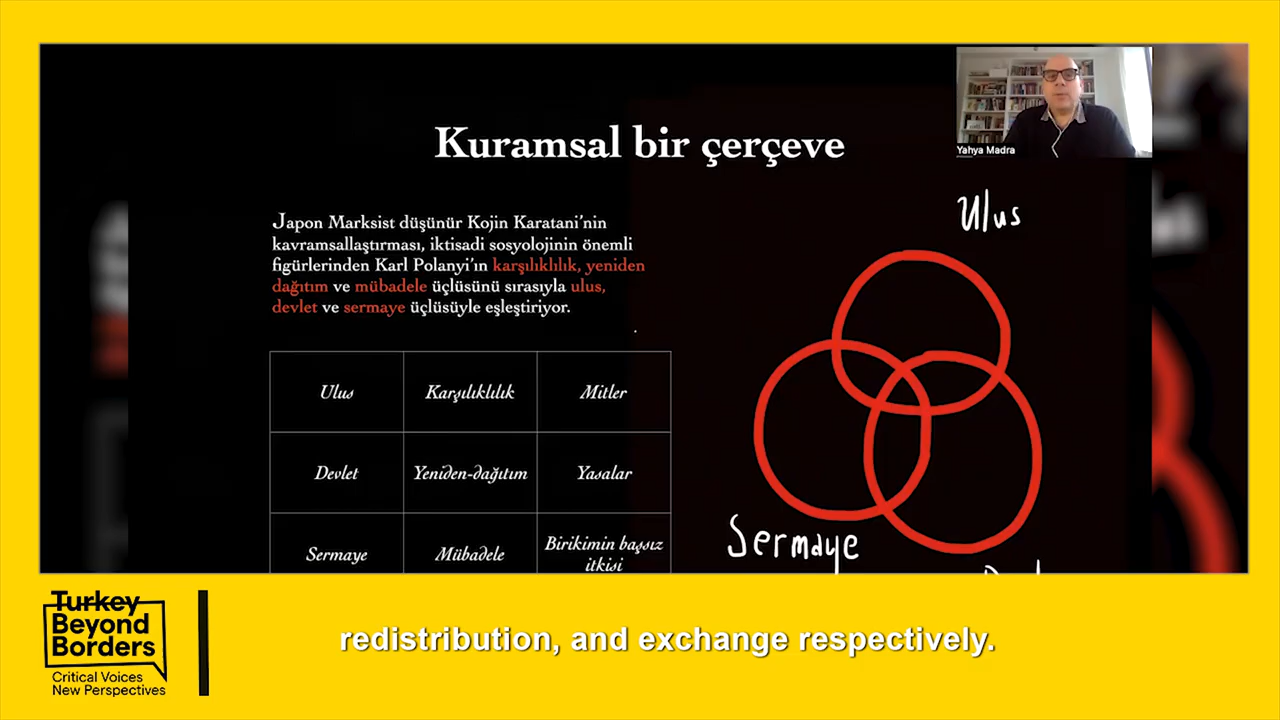 Kuramsal bir çerçeve
Yahya Madra
Japon Marksist düşünür Kojin Karatani'nin
kavramsallaştırması, iktisadi sosyolojinin önemli
figürlerinden Karl Polanyi'ın karşılıklılık, yeniden
dağıtım ve mübadele üçlüsünü sırasıyla ulus,
devlet ve sermaye üçlüsüyle eşleştiriyor.
Ulus
Karşılıklılık
Mitler
Devlet
Yeniden-dağıtım
Yasalar
Sermaye
Mübadele
Birikimin başsız
itkisi
Ulus
Sermaye
Turkey
Beyond
Borders
Critical Voices
New Perspectives
redistribution, and exchange respectively.